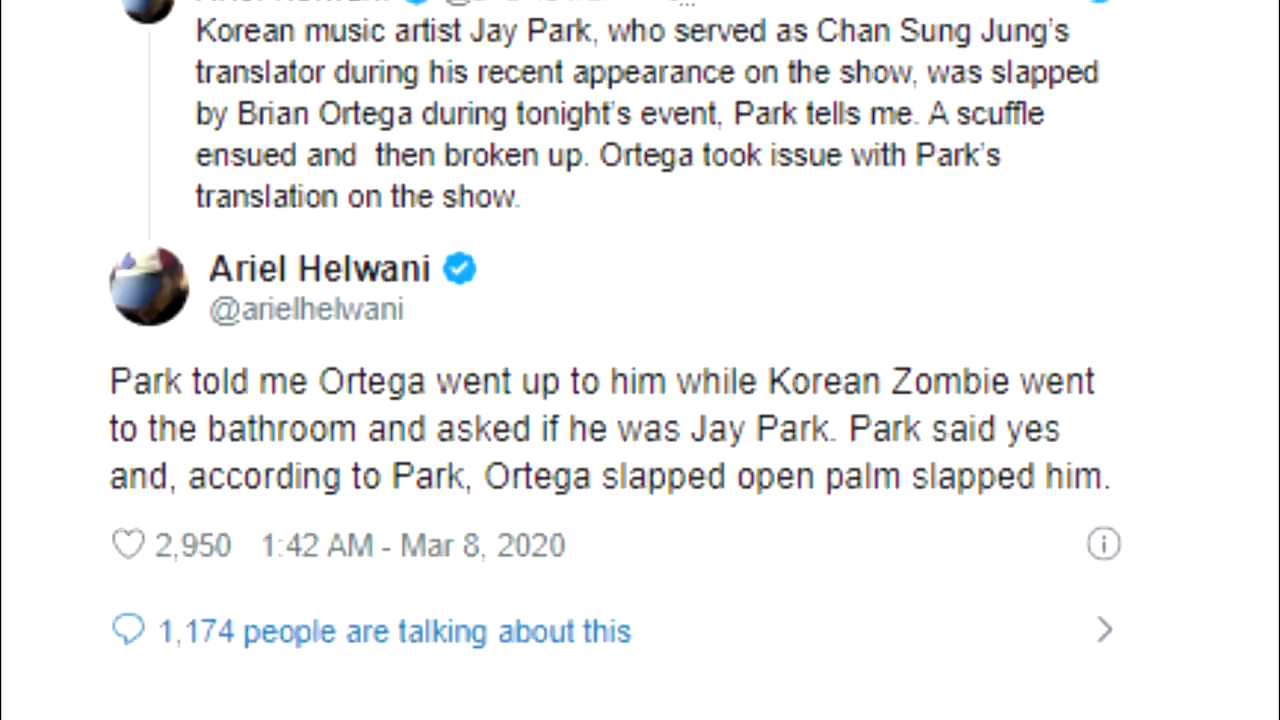 Korean music artist Jay Park, who served as Chan Sung Jung's
translator during his recent appearance on the show, was slapped
by Brian Ortega during tonight's event, Park tells me. A scuffle
ensued and  then broken up. Ortega took issue with Park's
translation on the show.
Ariel Helwani
@arielhelwani
Park told me Ortega went up to him while Korean Zombie went
to the bathroom and asked if he was Jay Park. Park said yes
and, according to Park, Ortega slapped open palm slapped him.
2,950 1:42 AM - Mar 8, 2020
1,174 people are talking about this